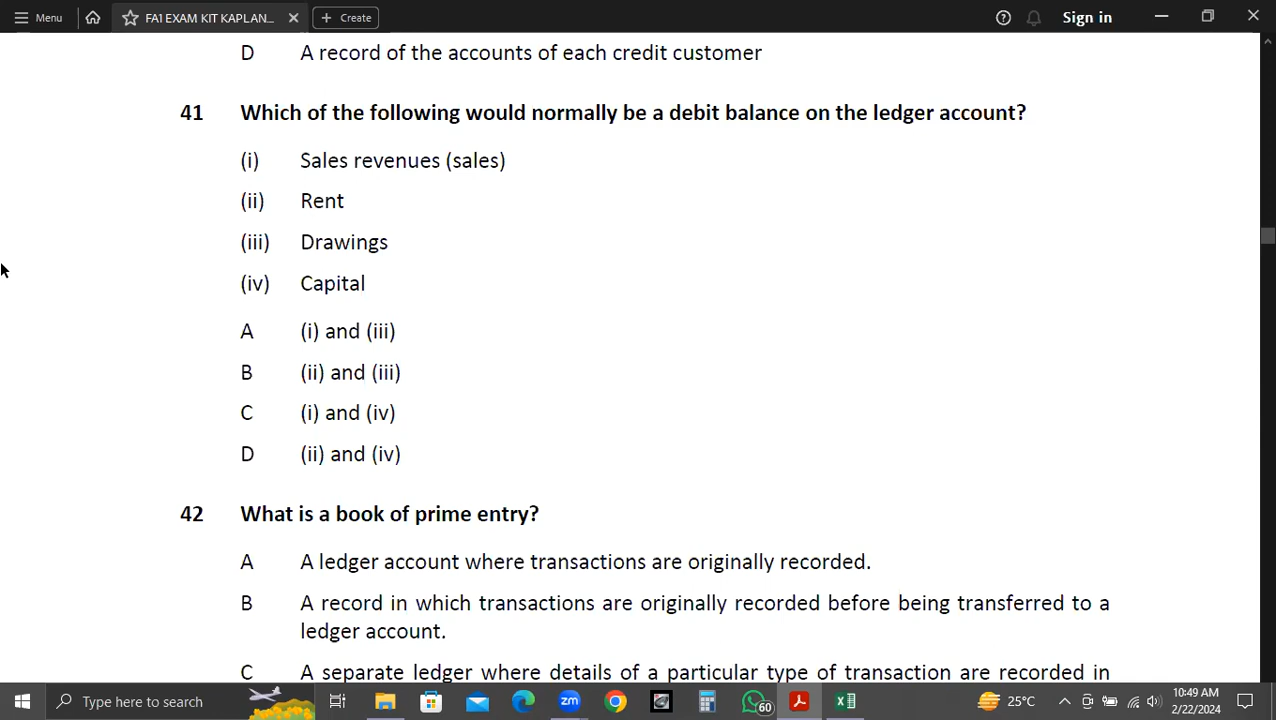 Menu
FA1 EXAM KIT KAPLAN...
Create
Sign in
D A record of the accounts of each credit customer
41 Which of the following would normally be a debit balance on the ledger account?
(i) Sales revenues (sales)
(ii) Rent
(iii) Drawings
(iv) Capital
A (i) and (iii)
B (ii) and (iii)
C (i) and (iv)
D (ii) and (iv)
42 What is a book of prime entry?
A A ledger account where transactions are originally recorded.
B A record in which transactions are originally recorded before being transferred to a
ledger account.
C A separate ledger where details of a particular type of transaction are recorded in
Type here to search
zm
60
25°C
10:49 AM
2/22/2024